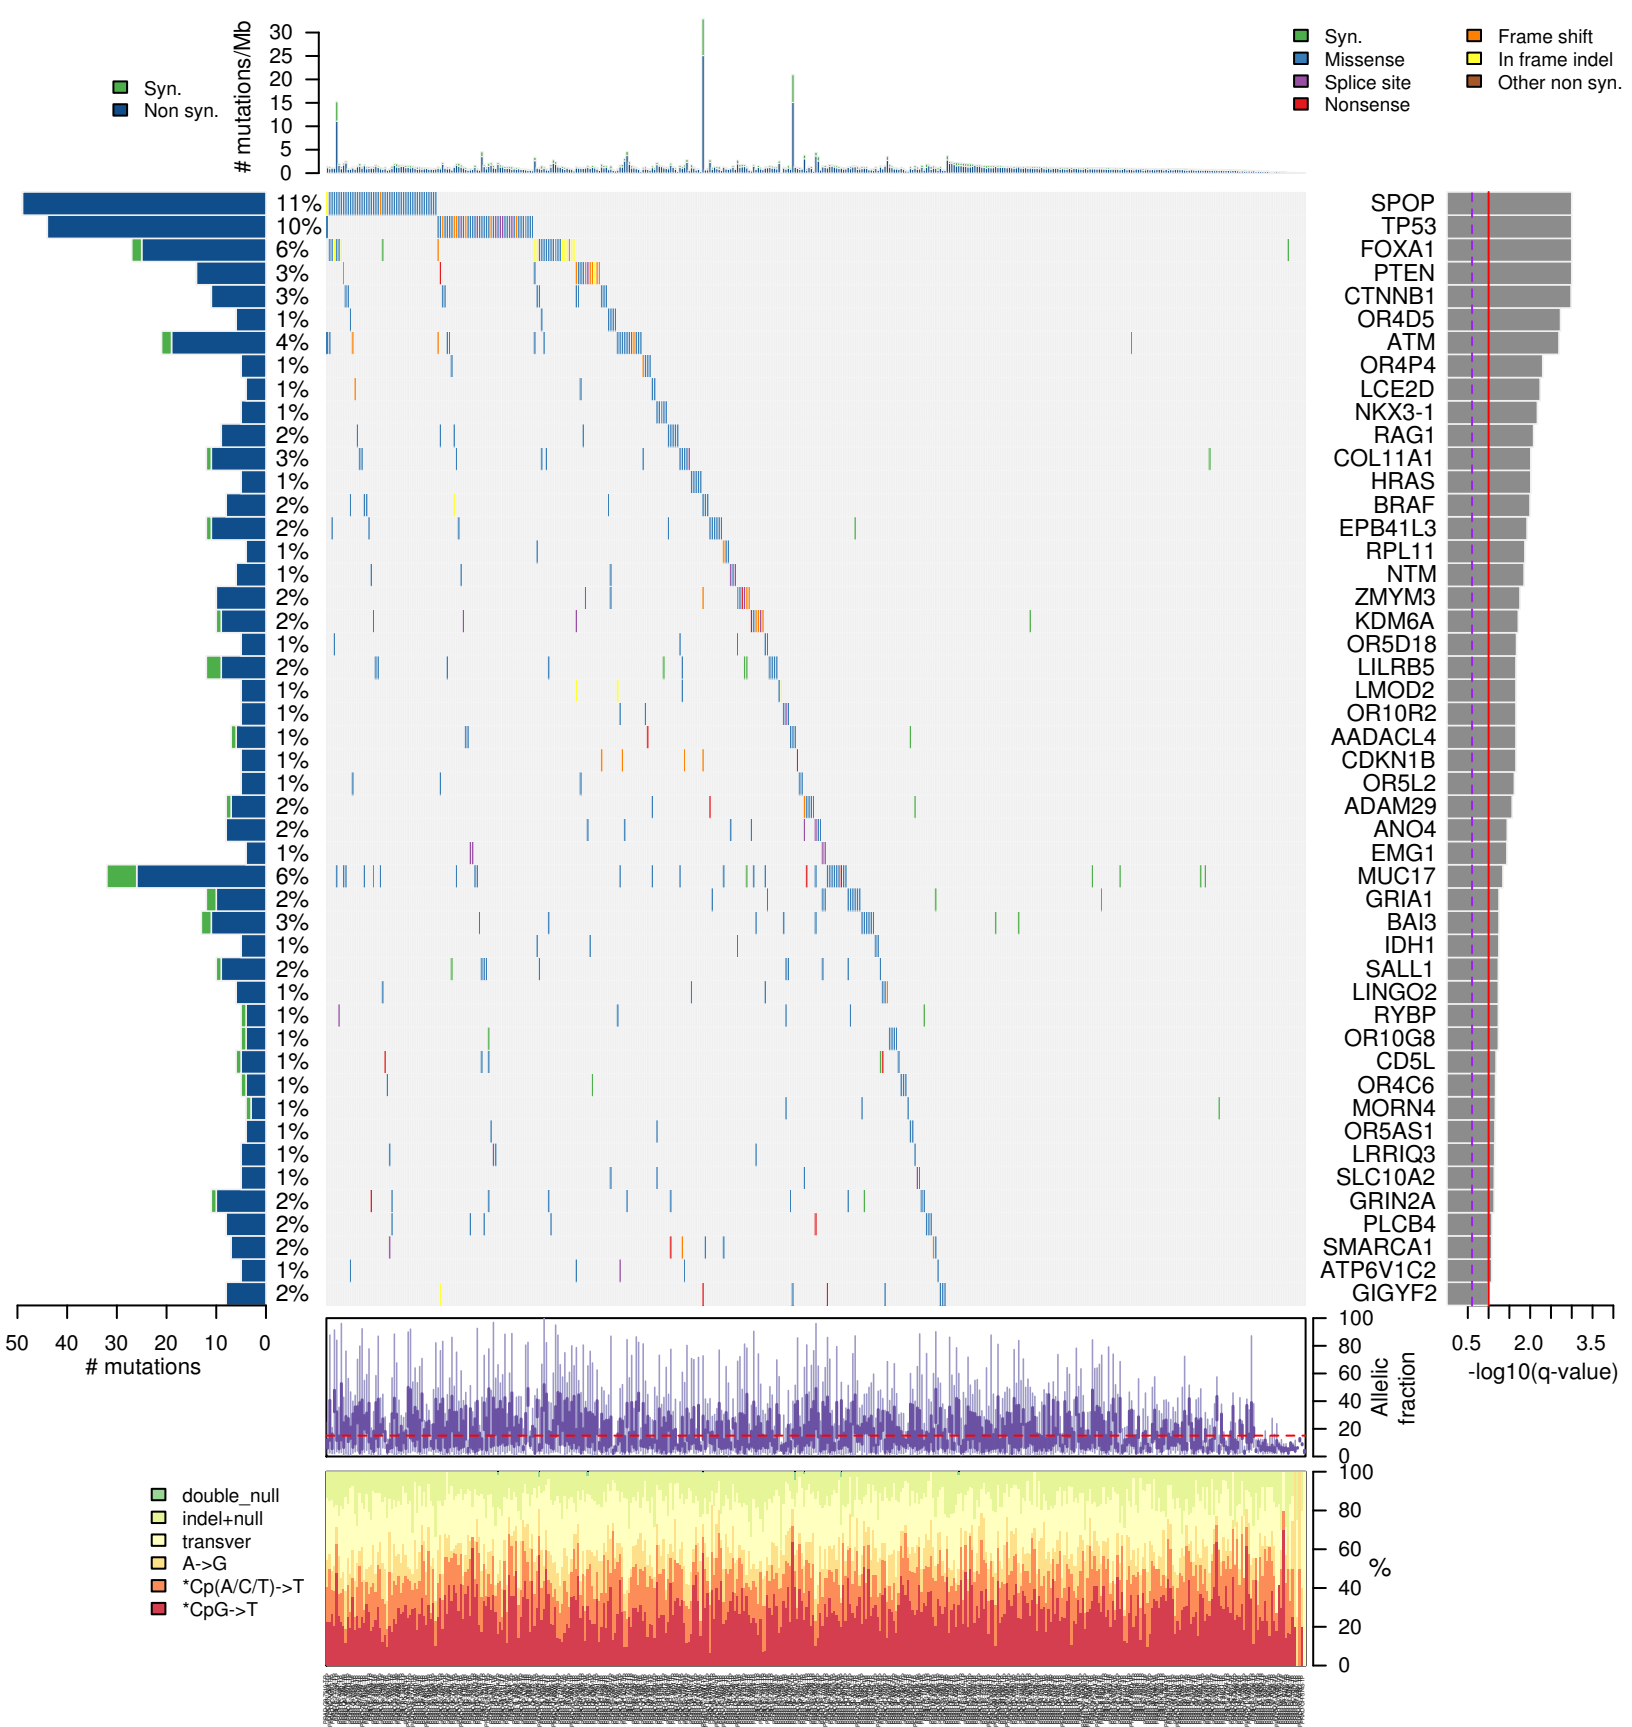 # mutations/Mb
30
25
20
15
10
5
0
Syn.
Non syn.
Syn.
Missense
Splice site
Nonsense
Frame shift
In frame indel
Other non syn.
11% SPOP
10% TP53
6% FOXA1
3% PTEN
3% CTNNB1
1% OR4D5
4% ATM
1% OR4P4
1% LCE2D
1% NKX3-1
2% RAG1
3% COL11A1
1% HRAS
2% BRAF
2% EPB41L3
1% RPL11
1% NTM
2% ZMYM3
2% KDM6A
1% OR5D18
2% LILRB5
1% LMOD2
1% OR10R2
1% AADACL4
1% CDKN1B
1% OR5L2
2% ADAM29
2% ANO4
1% EMG1
6% MUC17
2% GRIA1
3% BAI3
1% IDH1
2% SALL1
1% LINGO2
1% RYBP
1% OR10G8
1% CD5L
1% OR4C6
1% MORN4
1% OR5AS1
1% LRRIQ3
1% SLC10A2
2% GRIN2A
2% PLCB4
2% SMARCA1
1% ATP6V1C2
2% GIGYF2
50 40 30 20 10 0
# mutations
100
80
60
40
20
0
Allelic
fraction
0.5 2.0 3.5
-log10(q-value)
double_null
indel+null
transver
A->G
*Cp(A/C/T)->T
*CpG->T
100
80
60
40
20
0
%